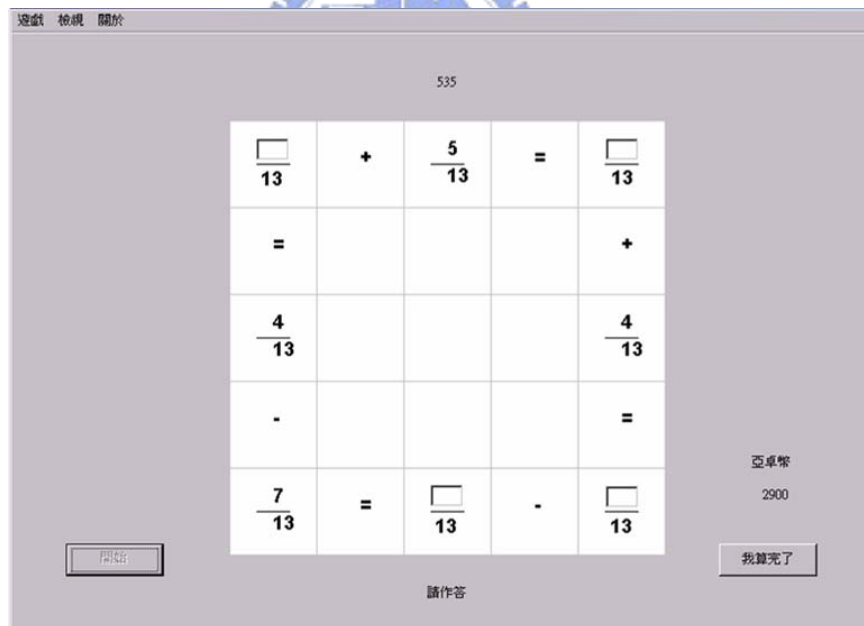 遊戲 檢視 關於
535
□/13 + 5/13 = □/13
= +
4/13 4/13
- =
7/13 = □/13 - □/13
亞卓幣
2900
開始
我算完了
請作答